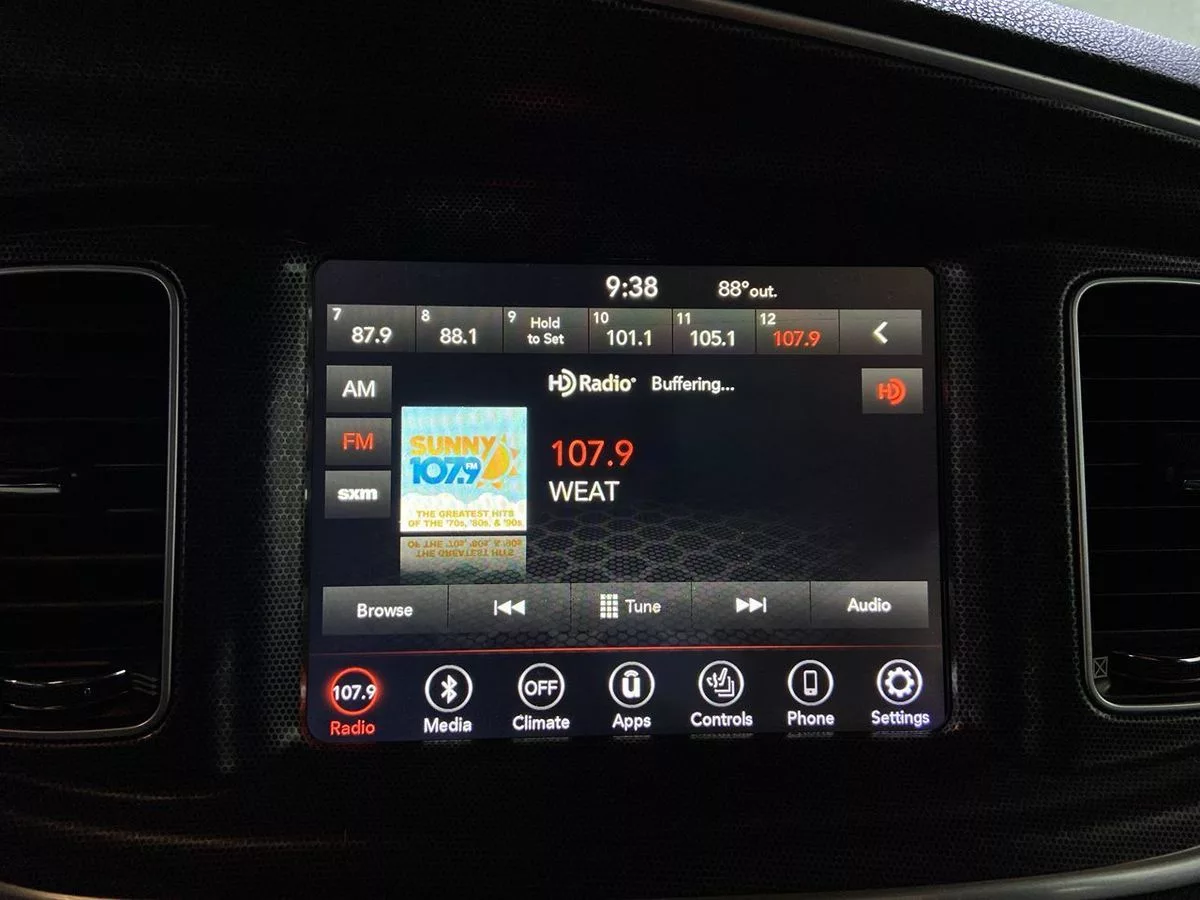 9:38 88° out.
7 87.9 8 88.1 9 Hold to Set 10 101.1 11 105.1 12 107.9
HD Radio Buffering...
HD
AM
FM
sxm
SUNNY
107.9 FM
THE GREATEST HITS
OF THE '70s, '80s, & '90s
107.9
WEAT
Browse Tune Audio
107.9 OFF u
Radio Media Climate Apps Controls Phone Settings